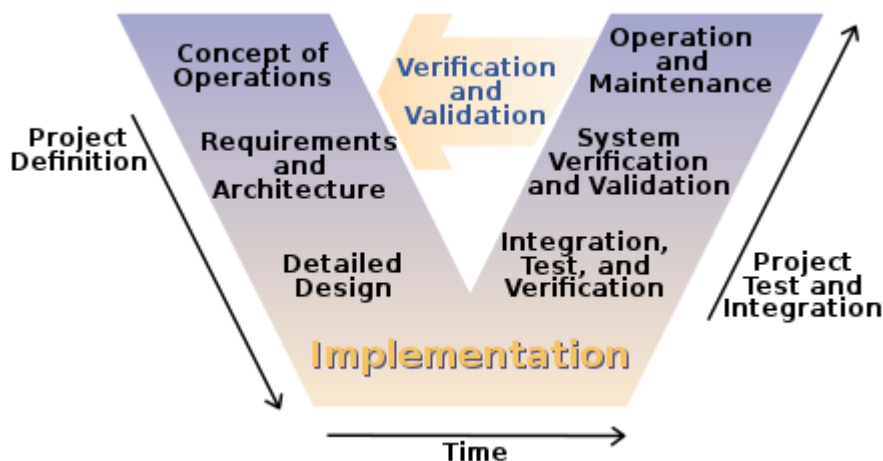 Concept of
Operations
Verification
and
Validation
Operation
and
Maintenance
Project
Definition
Requirements
and
Architecture
System
Verification
and Validation
Detailed
Design
Integration,
Test, and
Verification
Project
Test and
Integration
Implementation
Time